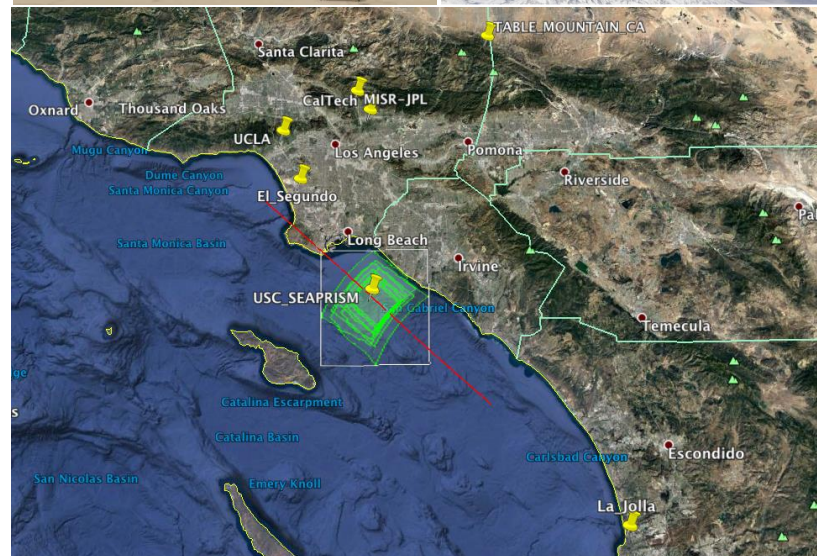 TABLE_MOUNTAIN_CA
Santa Clarita
CalTech MISR-JPL
Oxnard
Thousand Oaks
UCLA
Los Angeles
Pomona
Mugu Canyon
Dume Canyon
Santa Monica Canyon
Riverside
El_Segundo
Santa Monica Basin
Long Beach
Irvine
USC_SEAPRISM
Gabriel Canyon
Temecula
Catalina Escarpment
Catalina Basin
Carlsbad Canyon
Escondido
San Nicolas Basin
Emery Knoll
La_Jolla